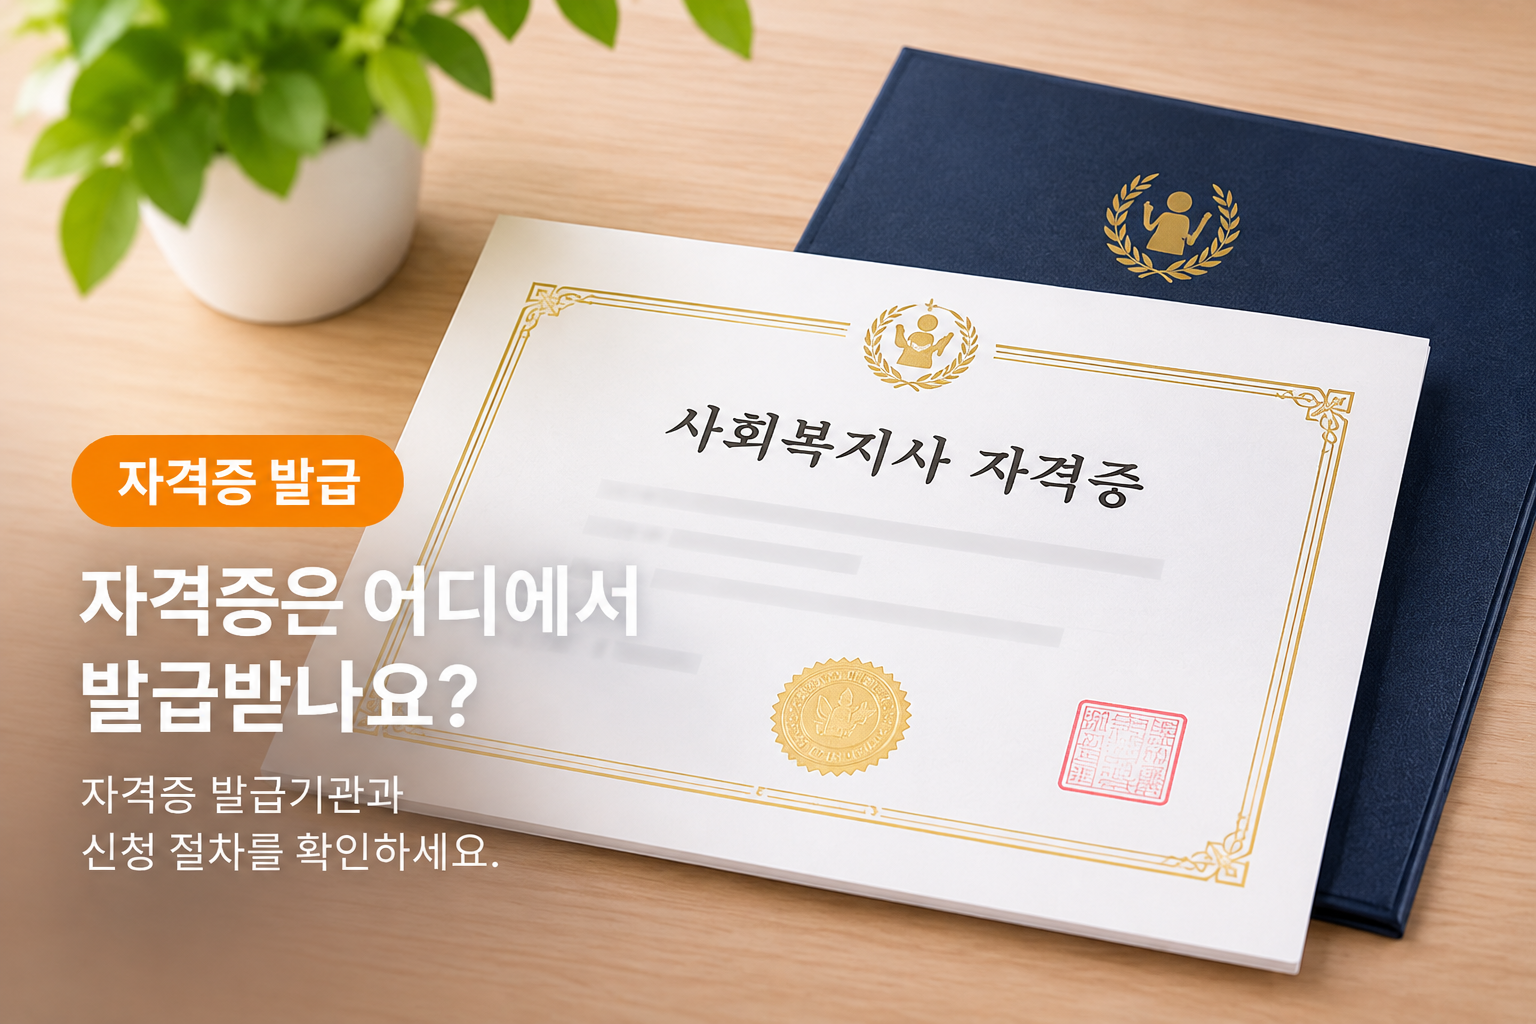 사회복지사 자격증
자격증 발급
자격증은 어디에서
발급받나요?
자격증 발급기관과
신청 절차를 확인하세요.